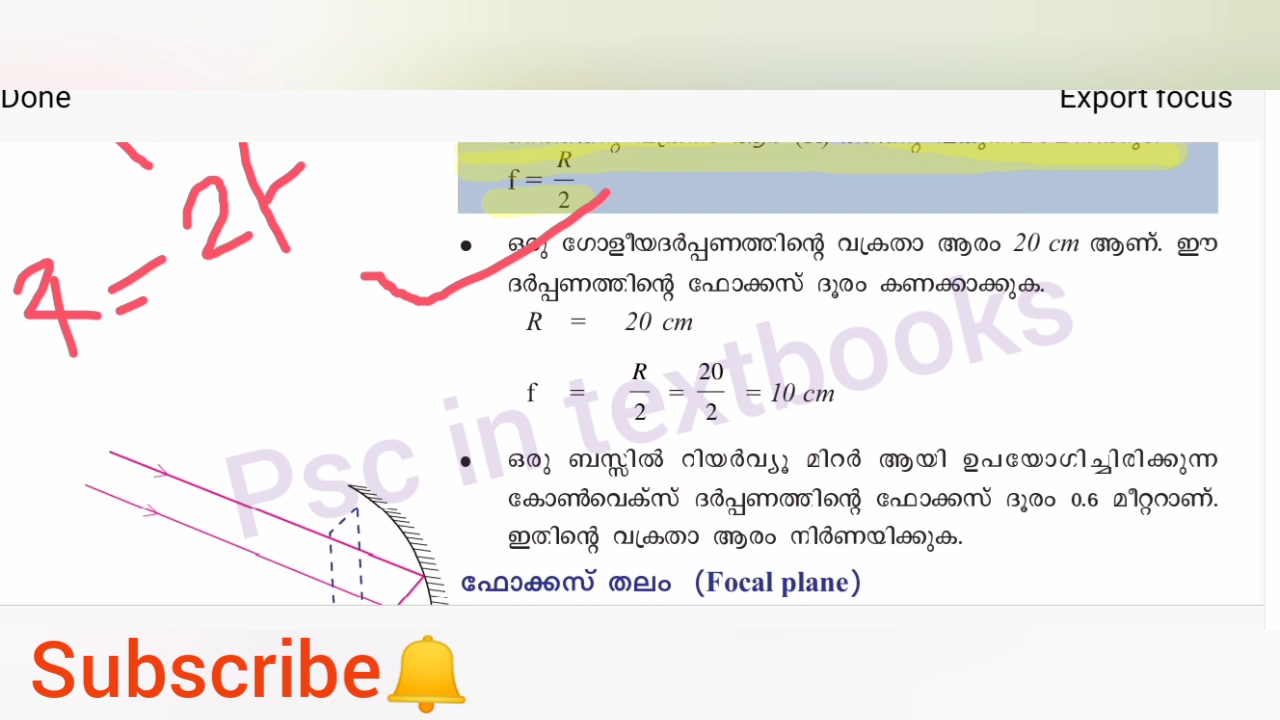 Done
Export focus
f = R/2
= 2f
ഒരു ഗോളീയദർപ്പണത്തിന്റെ വക്രതാ ആരം 20 cm ആണ്. ഈ
ദർപ്പണത്തിന്റെ ഫോക്കസ് ദൂരം കണക്കാക്കുക.
R = 20 cm
f = R/2 = 20/2 = 10 cm
ഒരു ബസ്സിൽ റിയർവ്യൂ മിറർ ആയി ഉപയോഗിച്ചിരിക്കുന്ന
കോൺവെക്സ് ദർപ്പണത്തിന്റെ ഫോക്കസ് ദൂരം 0.6 മീറ്ററാണ്.
ഇതിന്റെ വക്രതാ ആരം നിർണയിക്കുക.
ഫോക്കസ് തലം (Focal plane)
Psc in textbooks
Subscribe